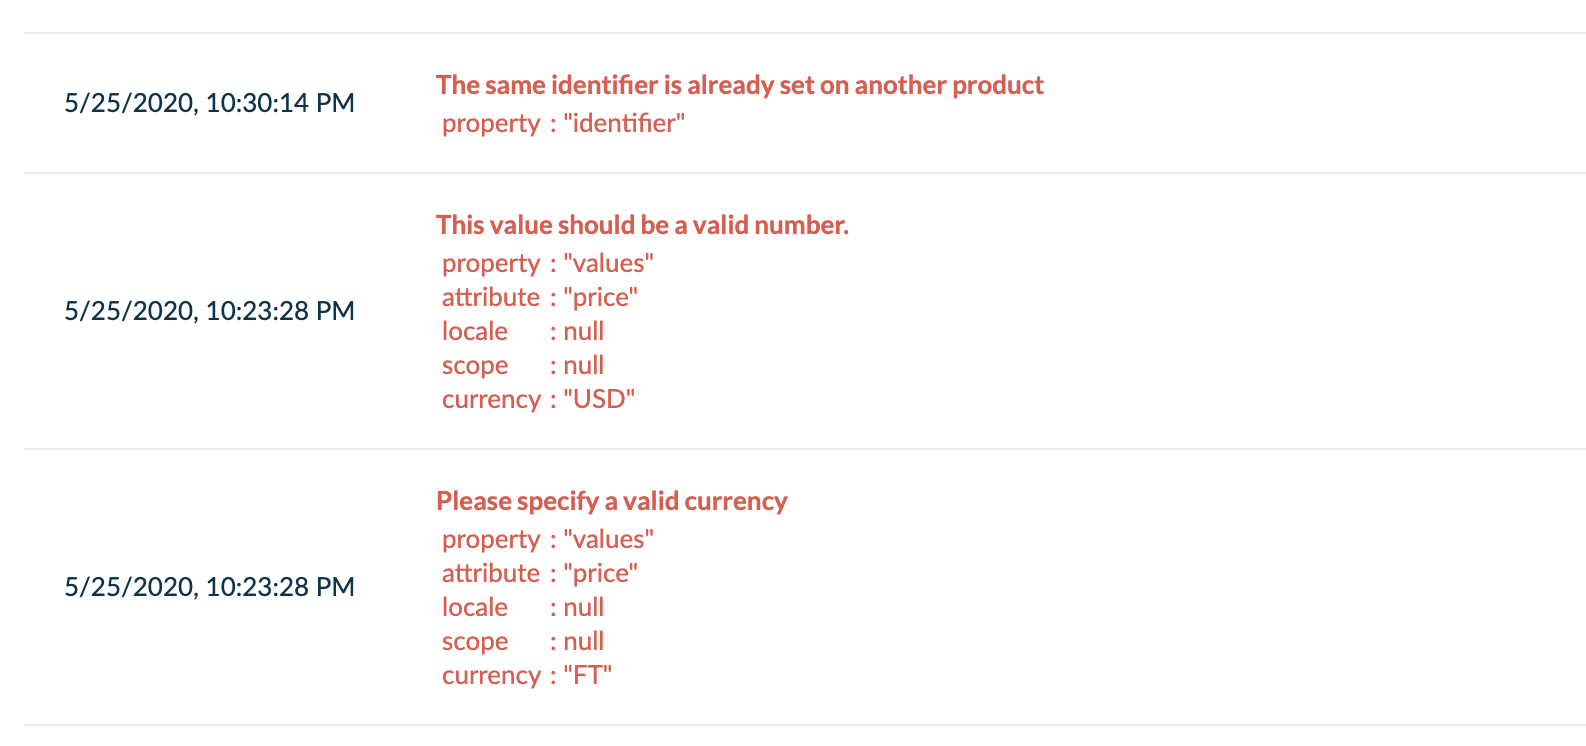 5/25/2020, 10:30:14 PM
The same identifier is already set on another product
property : "identifier"
5/25/2020, 10:23:28 PM
This value should be a valid number.
property : "values"
attribute : "price"
locale : null
scope : null
currency : "USD"
5/25/2020, 10:23:28 PM
Please specify a valid currency
property : "values"
attribute : "price"
locale : null
scope : null
currency : "FT"